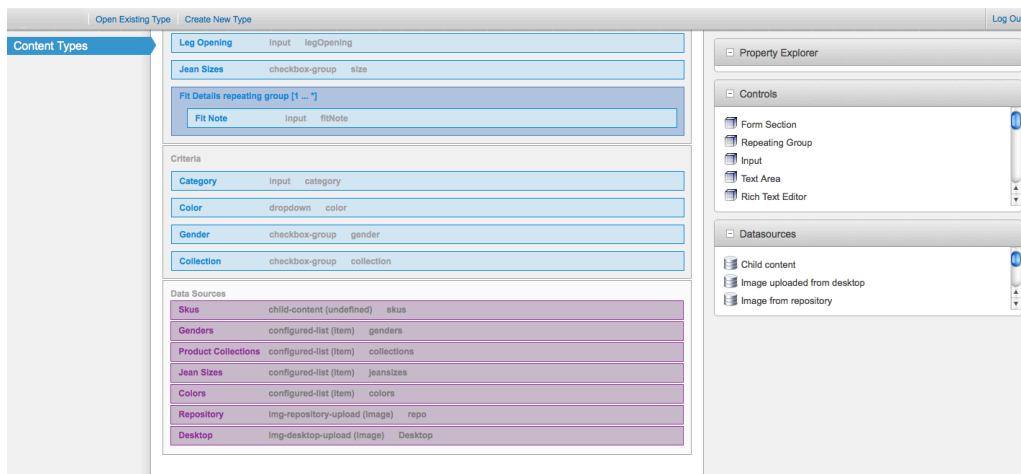 Open Existing Type Create New Type Log Ou
Content Types
Leg Opening input legOpening
Jean Sizes checkbox-group size
Fit Details repeating group [1 ... *]
Fit Note input fitNote
Criteria
Category input category
Color dropdown color
Gender checkbox-group gender
Collection checkbox-group collection
Data Sources
Skus child-content (undefined) skus
Genders configured-list (item) genders
Product Collections configured-list (item) collections
Jean Sizes configured-list (item) jeansizes
Colors configured-list (item) colors
Repository img-repository-upload (image) repo
Desktop img-desktop-upload (image) Desktop
Property Explorer
Controls
Form Section
Repeating Group
Input
Text Area
Rich Text Editor
Datasources
Child content
Image uploaded from desktop
Image from repository